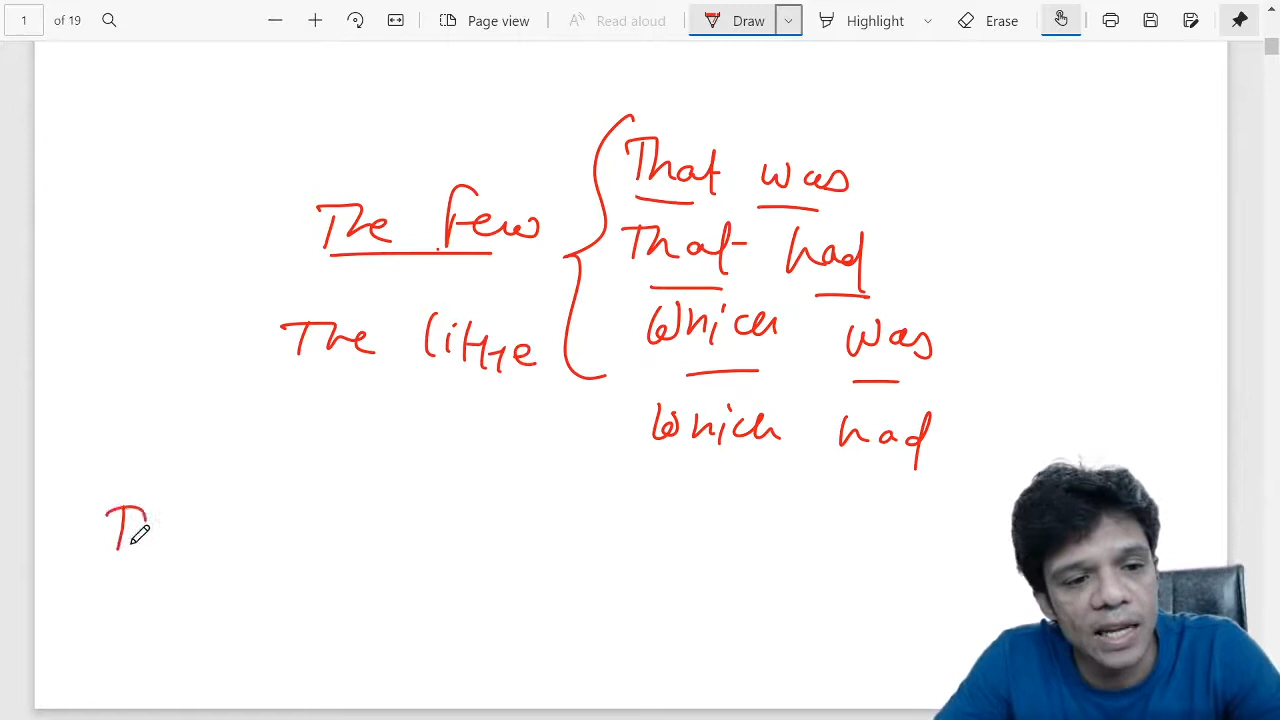 1 of 19 Page view Read aloud Draw Highlight Erase
That was
The few
That had
which was
The little
which had
T